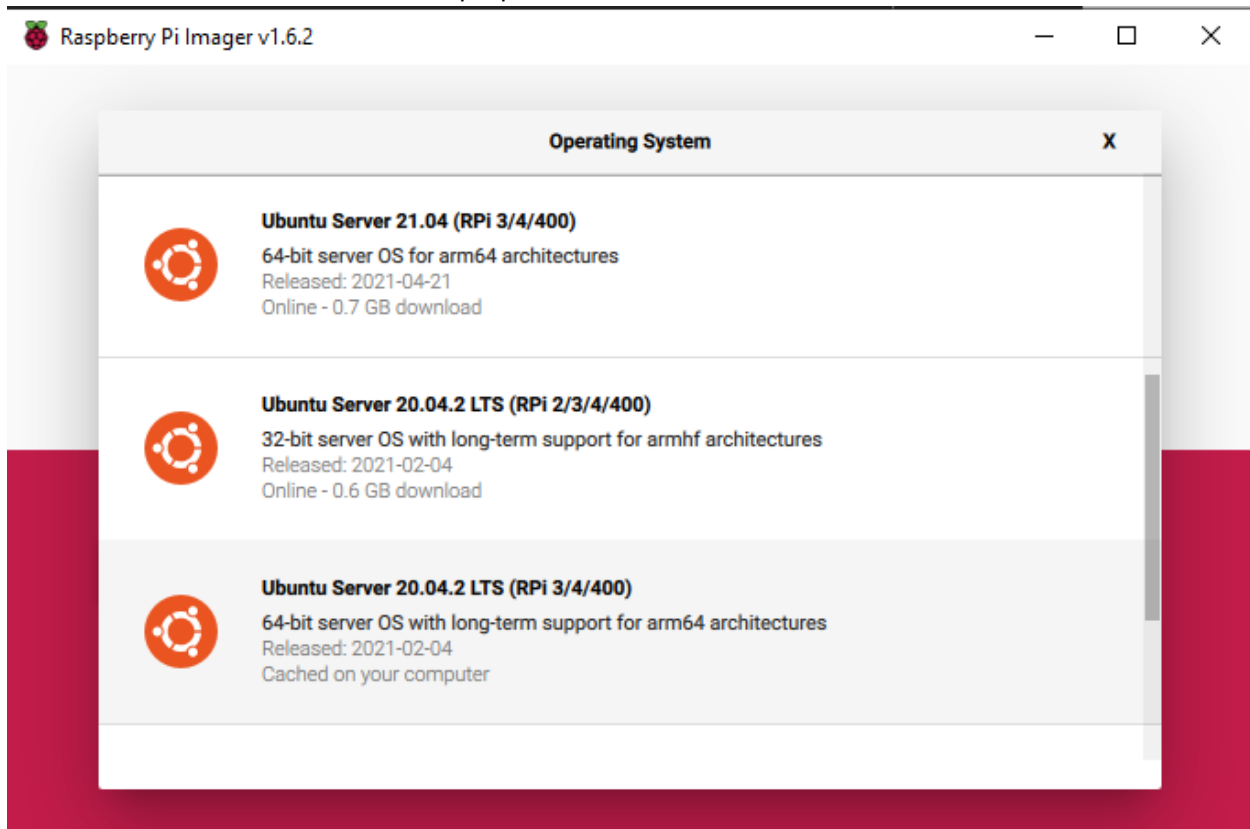 Raspberry Pi Imager v1.6.2
Operating System
X
Ubuntu Server 21.04 (RPi 3/4/400)
64-bit server OS for arm64 architectures
Released: 2021-04-21
Online - 0.7 GB download
Ubuntu Server 20.04.2 LTS (RPi 2/3/4/400)
32-bit server OS with long-term support for armhf architectures
Released: 2021-02-04
Online - 0.6 GB download
Ubuntu Server 20.04.2 LTS (RPi 3/4/400)
64-bit server OS with long-term support for arm64 architectures
Released: 2021-02-04
Cached on your computer